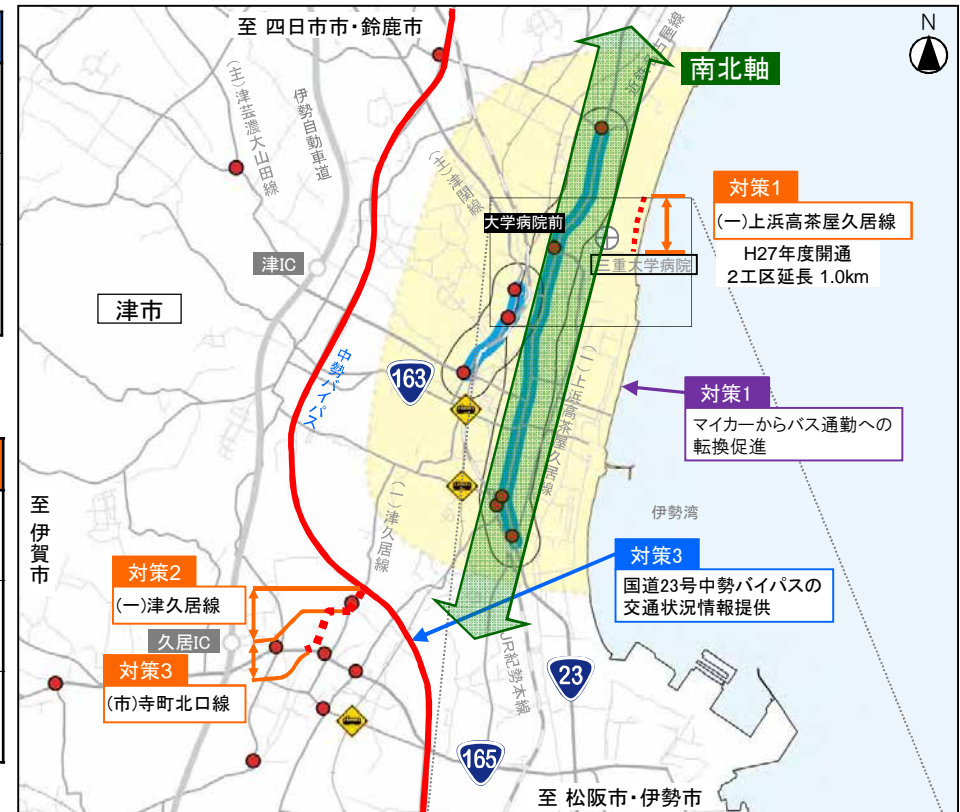 至 四日市市・鈴鹿市
N
南北軸
近鉄名古屋線
(主)津芸濃大山田線
伊勢自動車道
(主)津関線
大学病院前
三重大学病院
対策1
(一)上浜高茶屋久居線
H27年度開通
2工区延長 1.0km
津IC
津市
中勢バイパス
163
(一)上浜高茶屋久居線
対策1
マイカーからバス通勤への
転換促進
(一)津久居線
伊勢湾
至 伊賀市
対策2
(一)津久居線
対策3
国道23号中勢バイパスの
交通状況情報提供
久居IC
対策3
(市)寺町北口線
JR紀勢本線
23
165
至 松阪市・伊勢市